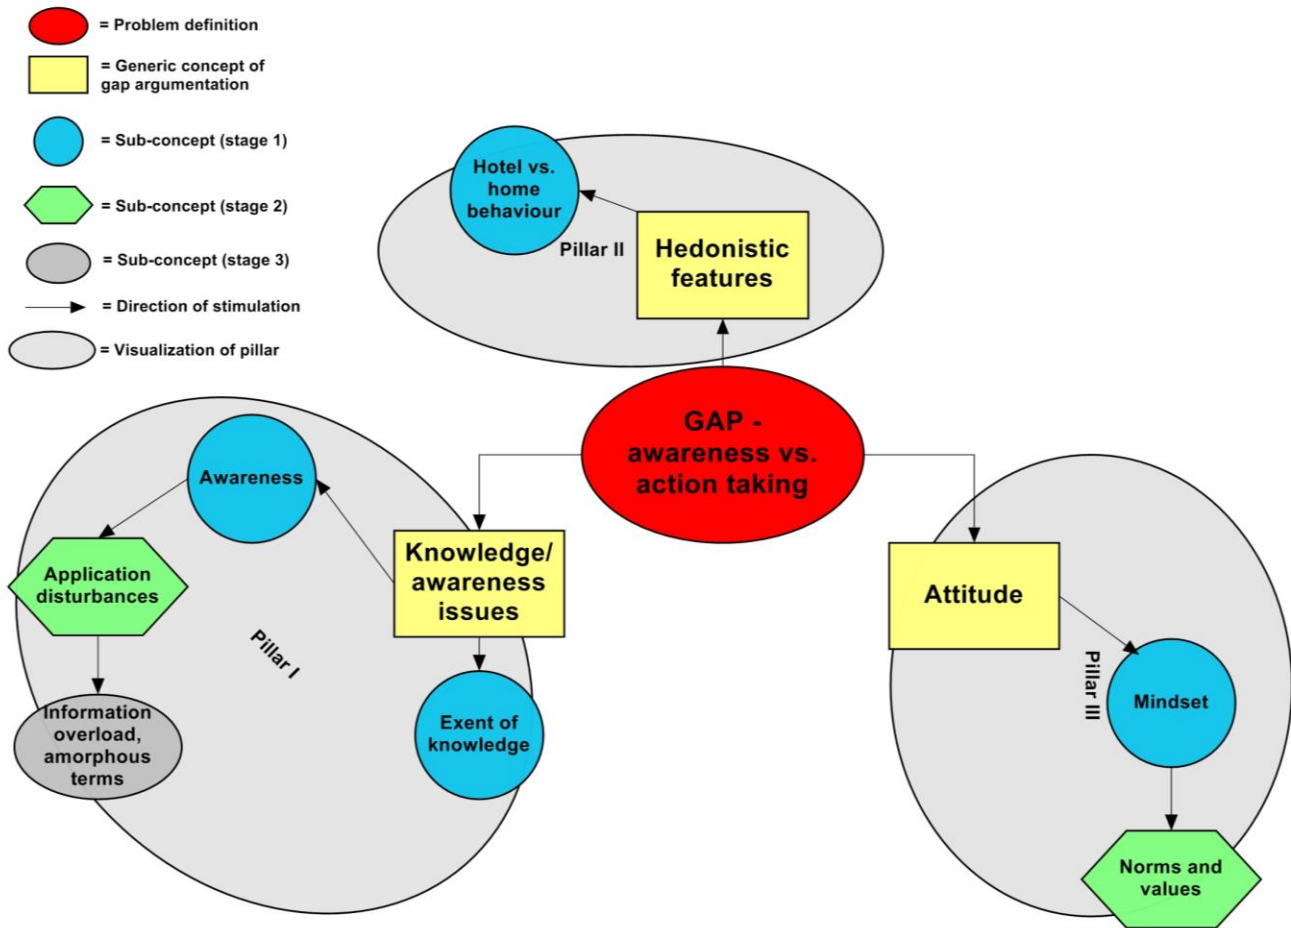 = Problem definition
= Generic concept of
gap argumentation
= Sub-concept (stage 1)
= Sub-concept (stage 2)
= Sub-concept (stage 3)
= Direction of stimulation
= Visualization of pillar
Hotel vs.
home
behaviour
Pillar II
Hedonistic
features
GAP -
awareness vs.
action taking
Awareness
Knowledge/
awareness
issues
Application
disturbances
Pillar I
Information
overload,
amorphous
terms
Exent of
knowledge
Attitude
Pillar III
Mindset
Norms and
values